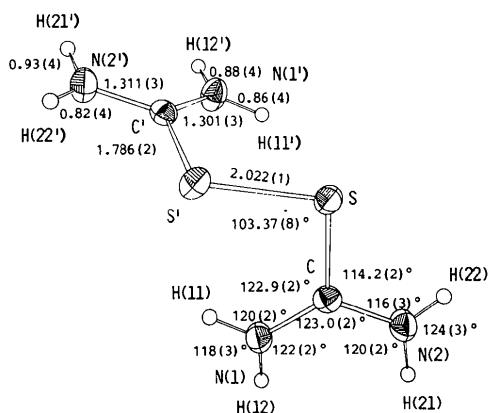 H(21')
H(12')
N(2')
N(1')
0.93(4)
0.88(4)
1.311(3)
0.86(4)
0.82(4)
1.301(3)
H(22')
C'
H(11')
1.786(2)
2.022(1)
S'
S
103.37(8)°
C
114.2(2)°
122.9(2)°
H(22)
H(11)
116(3)°
120(2)°
123.0(2)°
124(3)°
118(3)°
122(2)°
120(2)°
N(1)
N(2)
H(12)
H(21)